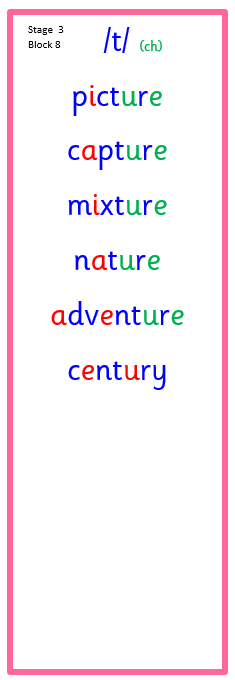 Stage 3 /t/ (ch)
Block 8
picture
capture
mixture
nature
adventure
century